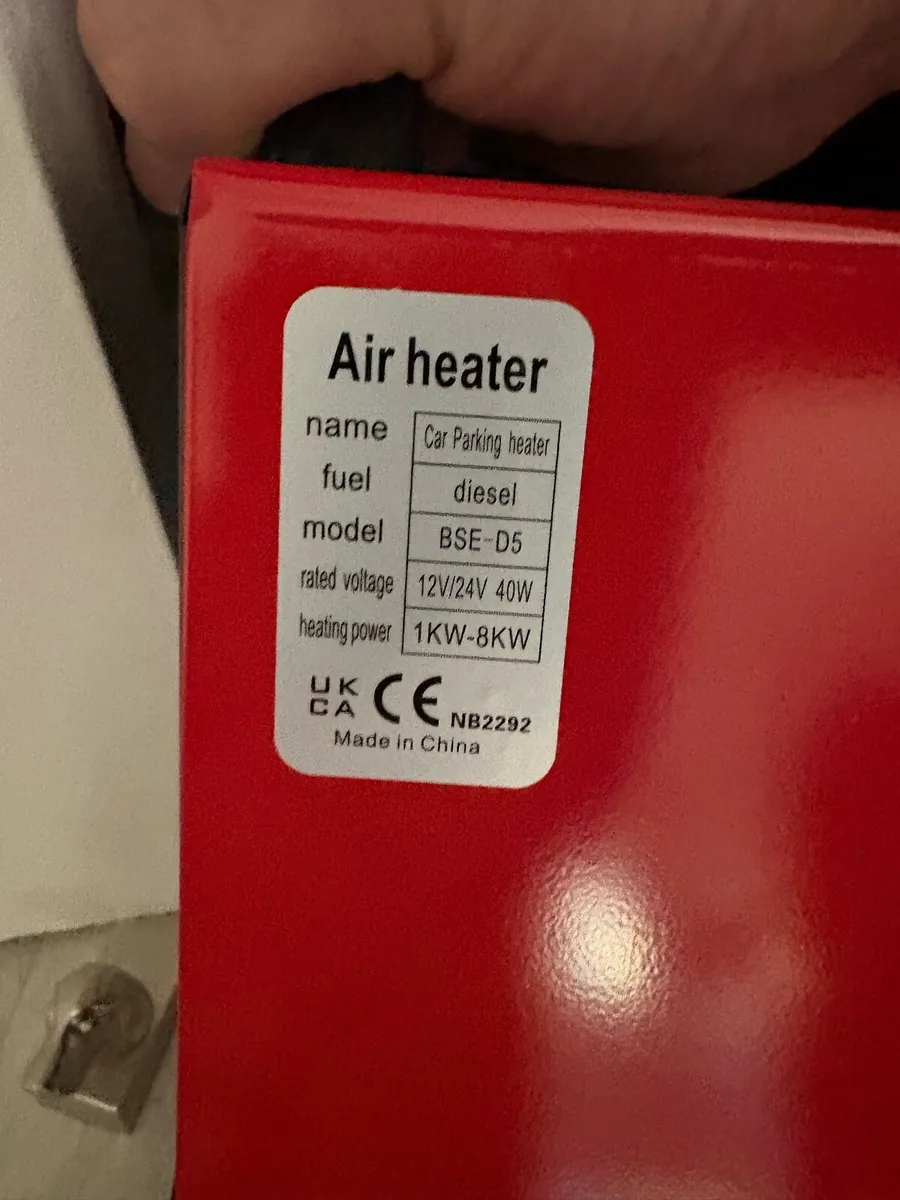 Air heater
name Car Parking heater
fuel diesel
model BSE-D5
rated voltage 12V/24V 40W
heating power 1KW-8KW
UK
CA CE NB2292
Made in China